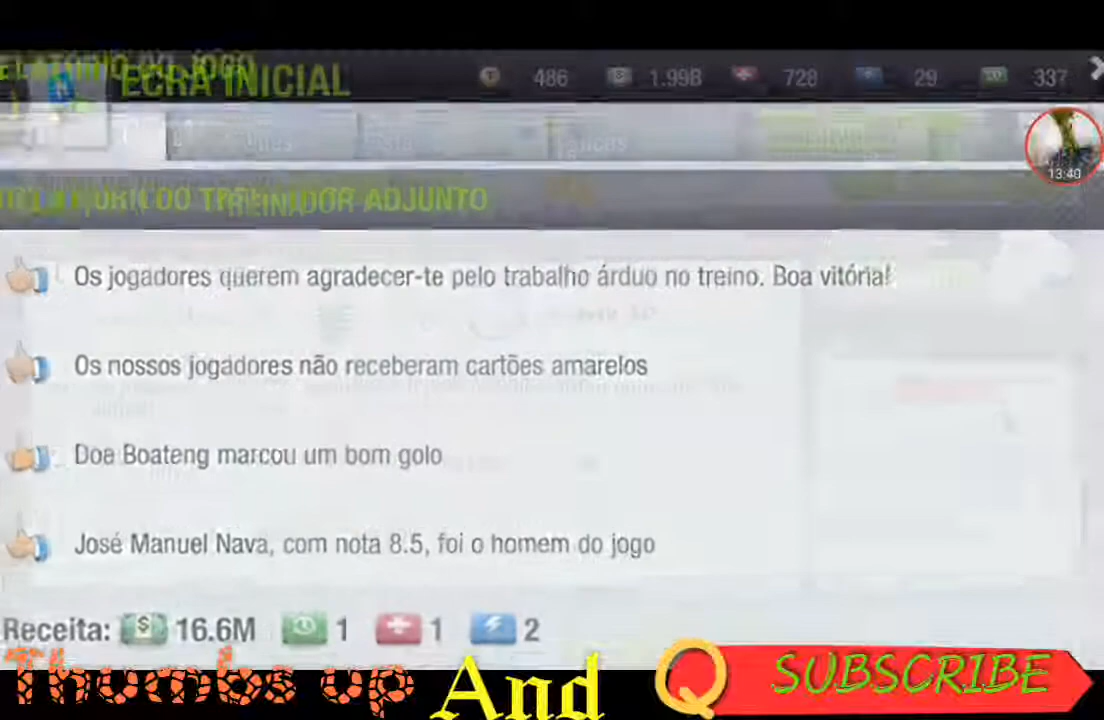 ECRÃ INICIAL
486 1.99B 728 29 337
13:40
TREINADOR ADJUNTO
Os jogadores querem agradecer-te pelo trabalho árduo no treino. Boa vitória!
Os nossos jogadores não receberam cartões amarelos
Doe Boateng marcou um bom golo
José Manuel Nava, com nota 8.5, foi o homem do jogo
Receita: 16.6M 1 1 2
Thumbs up And SUBSCRIBE